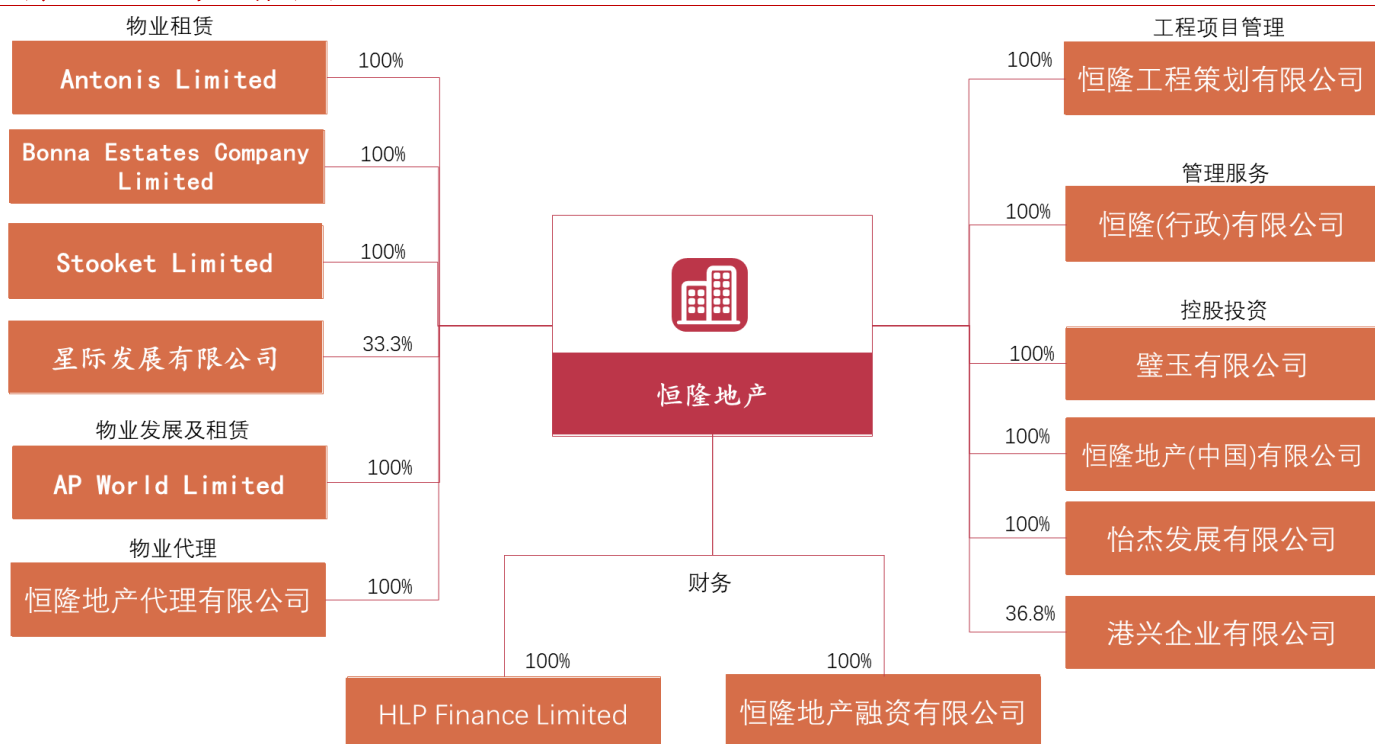 物业租赁
Antonis Limited
100%
Bonna Estates Company
Limited
100%
Stooket Limited
100%
星际发展有限公司
33.3%
物业发展及租赁
AP World Limited
100%
物业代理
恒隆地产代理有限公司
100%
恒隆地产
财务
100%
HLP Finance Limited
100%
恒隆地产融资有限公司
工程项目管理
100%
恒隆工程策划有限公司
管理服务
100%
恒隆(行政)有限公司
控股投资
100%
璧玉有限公司
100%
恒隆地产(中国)有限公司
100%
怡杰发展有限公司
36.8%
港兴企业有限公司